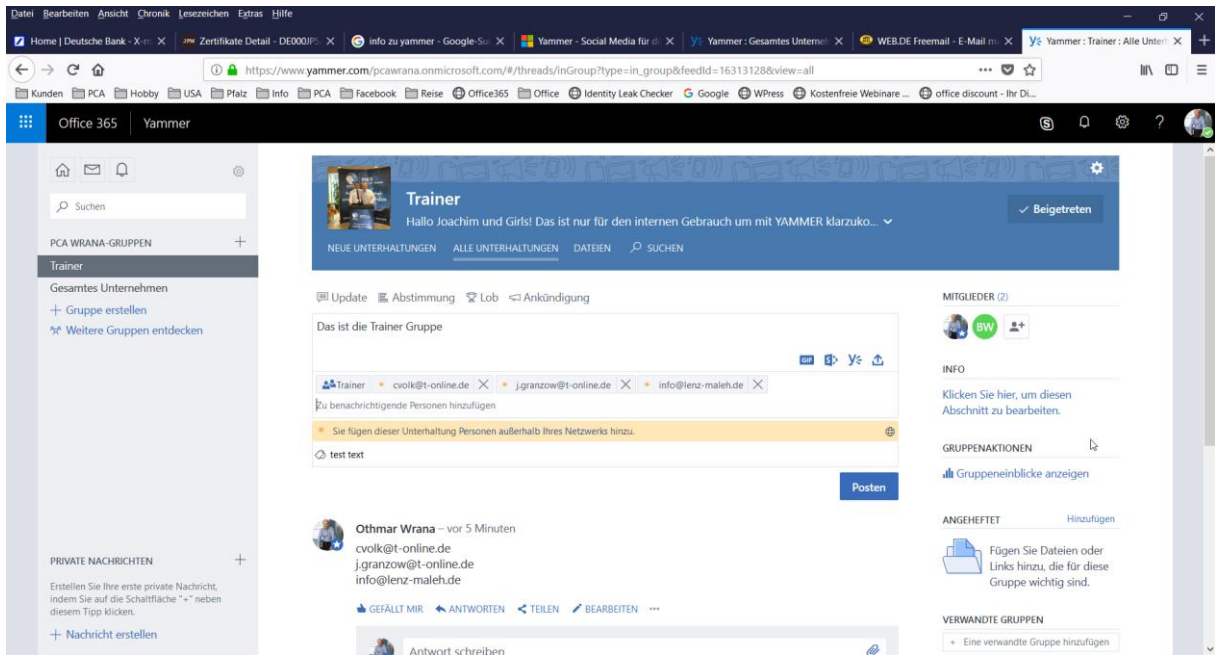 Datei Bearbeiten Ansicht Chronik Lesezeichen Extras Hilfe
Home | Deutsche Bank - X-m
Zertifikate Detail - DE000JP5
info zu yammer - Google-Su
Yammer - Social Media für di
Yammer : Gesamtes Unterneh
WEB.DE Freemail - E-Mail m
Yammer : Trainer : Alle Unterh
https://www.yammer.com/pcawrana.onmicrosoft.com/#/threads/inGroup?type=in_group&feedId=16313128&view=all
Kunden PCA Hobby USA Pfalz Info PCA Facebook Reise Office365 Office Identity Leak Checker Google WPress Kostenfreie Webinare ... office discount - Ihr Di...
Office 365 Yammer
Suchen
PCA WRANA-GRUPPEN
Trainer
Gesamtes Unternehmen
+ Gruppe erstellen
Weitere Gruppen entdecken
PRIVATE NACHRICHTEN
Erstellen Sie Ihre erste private Nachricht,
indem Sie auf die Schaltfläche "+" neben
diesem Tipp klicken.
+ Nachricht erstellen
Trainer
Hallo Joachim und Girls! Das ist nur für den internen Gebrauch um mit YAMMER klarzuko...
Beigetreten
NEUE UNTERHALTUNGEN ALLE UNTERHALTUNGEN DATEIEN SUCHEN
Update Abstimmung Lob Ankündigung
Das ist die Trainer Gruppe
GIF
Trainer cvolk@t-online.de j.granzow@t-online.de info@lenz-maleh.de
Zu benachrichtigende Personen hinzufügen
Sie fügen dieser Unterhaltung Personen außerhalb Ihres Netzwerks hinzu.
test text
Posten
Othmar Wrana – vor 5 Minuten
cvolk@t-online.de
j.granzow@t-online.de
info@lenz-maleh.de
GEFÄLLT MIR ANTWORTEN TEILEN BEARBEITEN ...
Antwort schreiben
MITGLIEDER (2)
BW
INFO
Klicken Sie hier, um diesen
Abschnitt zu bearbeiten.
GRUPPENAKTIONEN
Gruppeneinblicke anzeigen
ANGEHEFTET Hinzufügen
Fügen Sie Dateien oder
Links hinzu, die für diese
Gruppe wichtig sind.
VERWANDTE GRUPPEN
+ Eine verwandte Gruppe hinzufügen